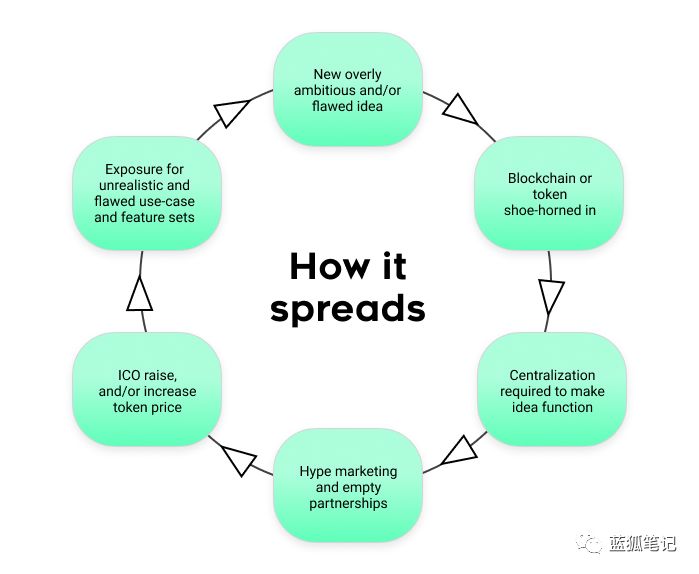 New overly
ambitious and/or
flawed idea
Blockchain or
token
shoe-horned in
Centralization
required to make
idea function
Hype marketing
and empty
partnerships
ICO raise,
and/or increase
token price
Exposure for
unrealistic and
flawed use-case
and feature sets
How it
spreads
蓝狐笔记